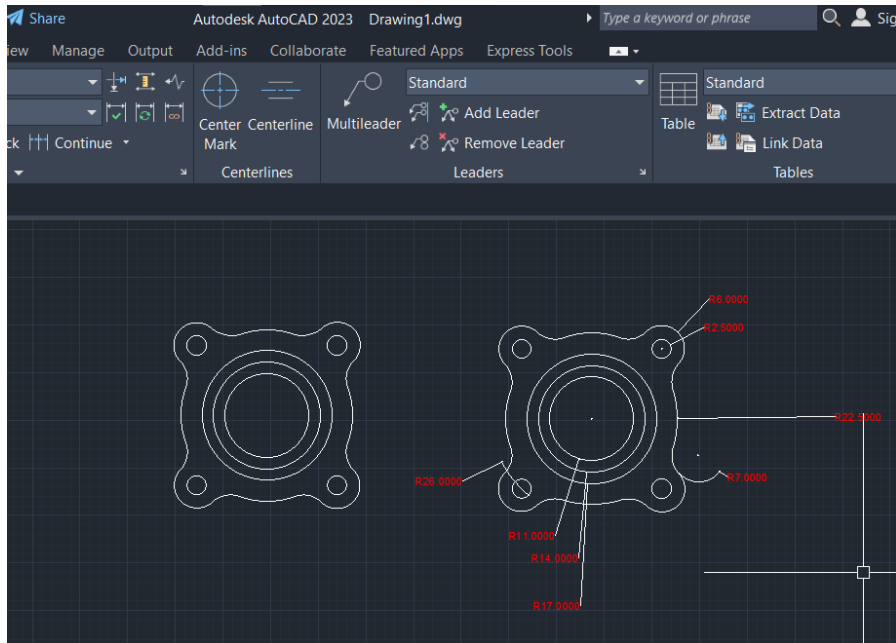 Share Autodesk AutoCAD 2023 Drawing1.dwg Type a keyword or phrase Sig
iew Manage Output Add-ins Collaborate Featured Apps Express Tools
Standard Standard
Center Mark Centerline Multileader Add Leader Table Extract Data
ck Continue Remove Leader Link Data
Centerlines Leaders Tables
R6.0000
R2.5000
R22.5000
R26.0000
R7.0000
R11.0000
R14.0000
R17.0000